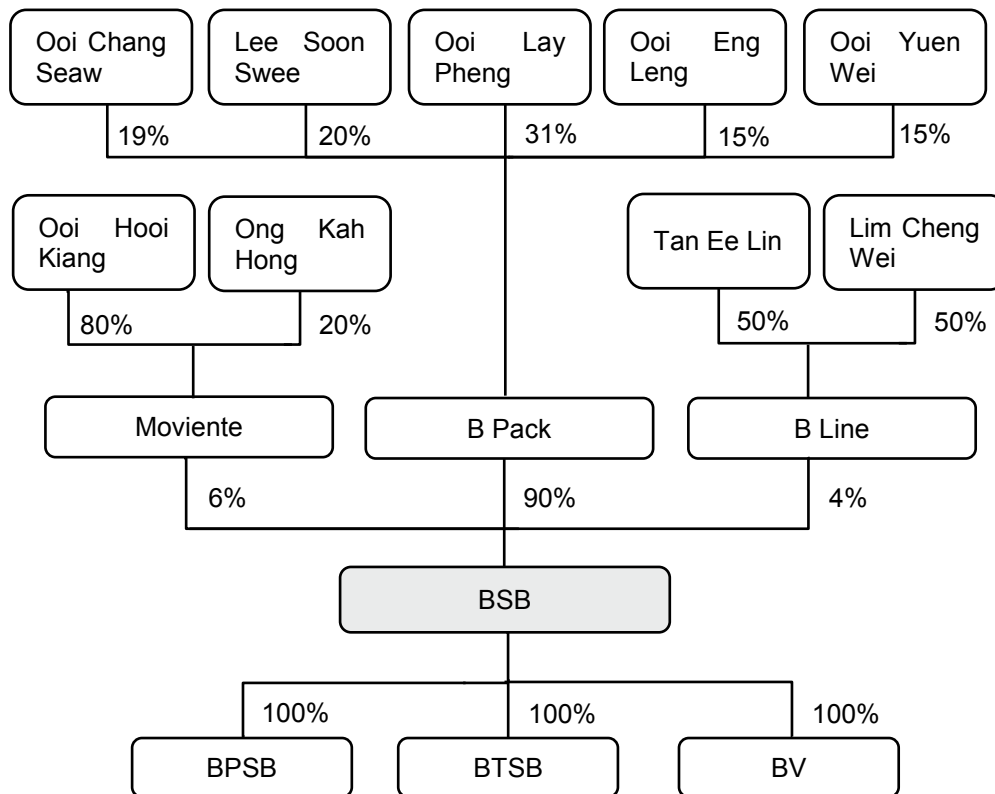 Ooi Chang
Seaw
Lee Soon
Swee
Ooi Lay
Pheng
Ooi Eng
Leng
Ooi Yuen
Wei
19%
20%
31%
15%
15%
Ooi Hooi
Kiang
Ong Kah
Hong
Tan Ee Lin
Lim Cheng
Wei
80%
20%
50%
50%
Moviente
B Pack
B Line
6%
90%
4%
BSB
100%
100%
100%
BPSB
BTSB
BV